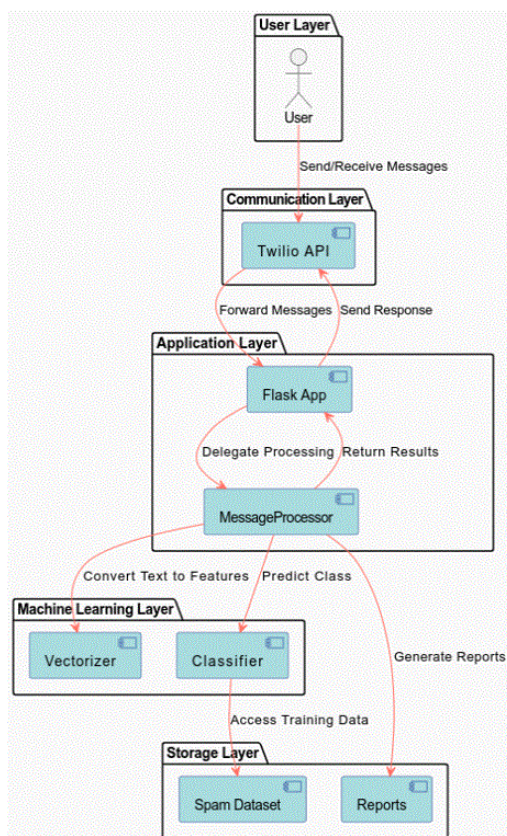 User Layer
User
Send/Receive Messages
Communication Layer
Twilio API
Forward Messages
Send Response
Application Layer
Flask App
Delegate Processing
Return Results
MessageProcessor
Convert Text to Features
Predict Class
Machine Learning Layer
Vectorizer
Classifier
Generate Reports
Access Training Data
Storage Layer
Spam Dataset
Reports